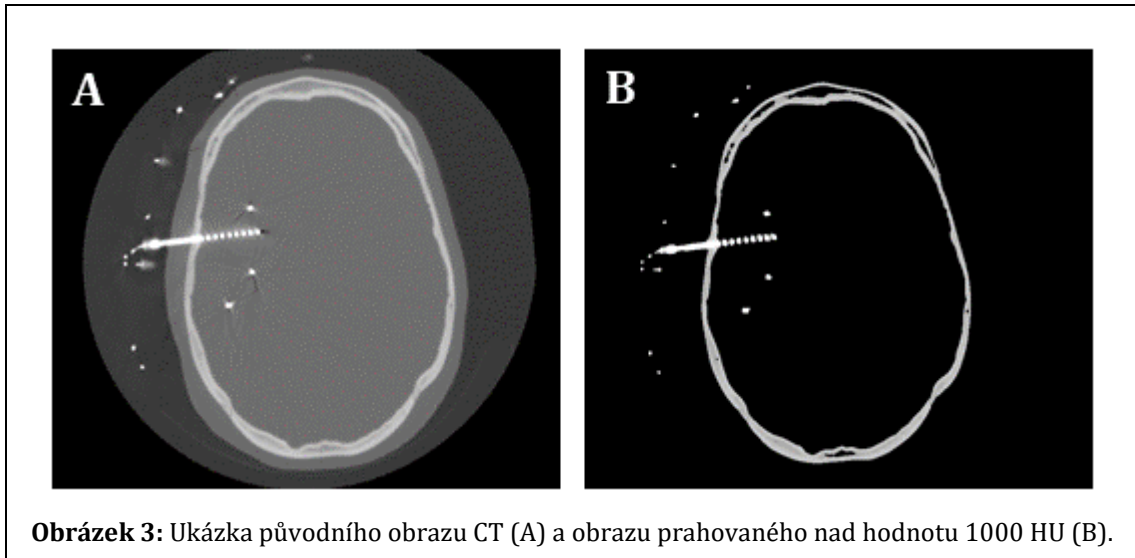 A
B
Obrázek 3: Ukázka původního obrazu CT (A) a obrazu prahovaného nad hodnotu 1000 HU (B).